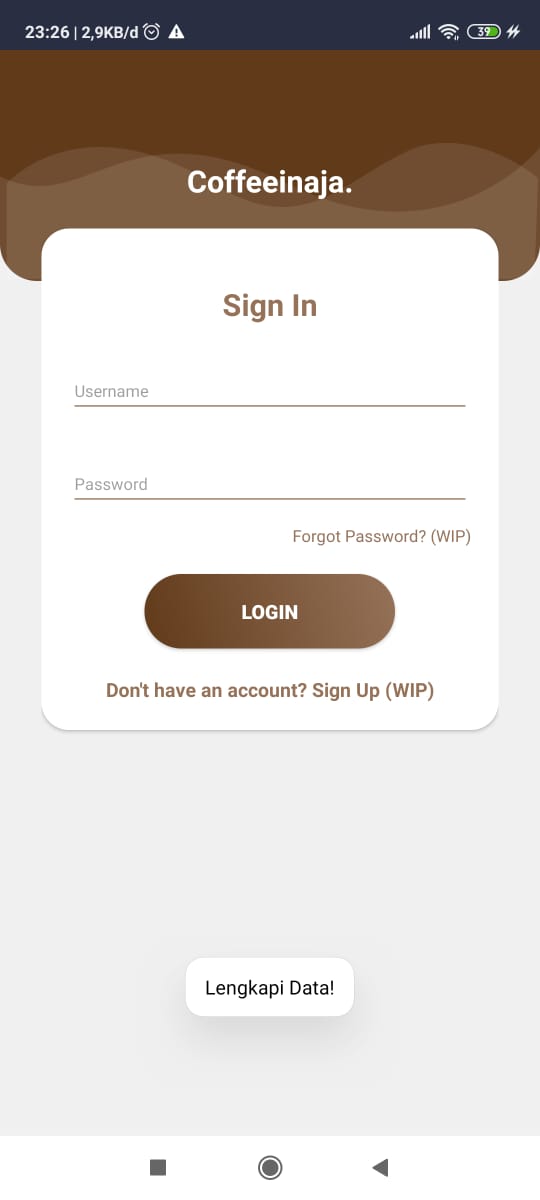 23:26 | 2,9KB/d
39
Coffeeinaja.
Sign In
Username
Password
Forgot Password? (WIP)
LOGIN
Don't have an account? Sign Up (WIP)
Lengkapi Data!